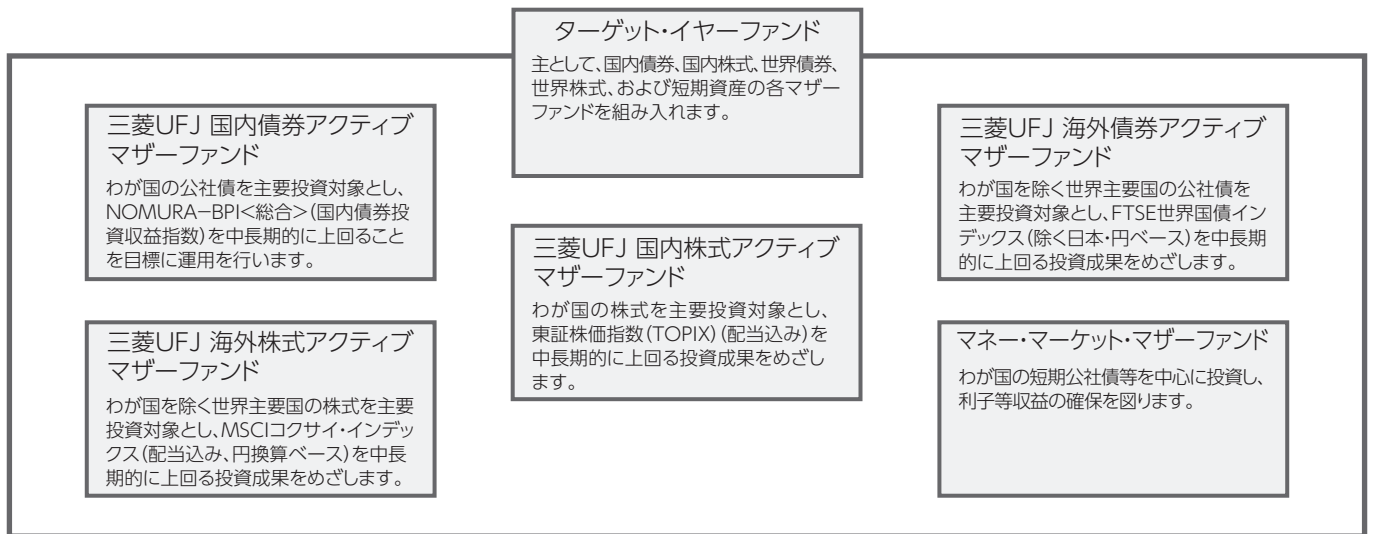 ターゲット・イヤーファンド
主として、国内債券、国内株式、世界債券、
世界株式、および短期資産の各マザー
ファンドを組み入れます。
三菱UFJ 国内債券アクティブ
マザーファンド
わが国の公社債を主要投資対象とし、
NOMURA−BPI<総合>(国内債券投
資収益指数)を中長期的に上回ること
を目標に運用を行います。
三菱UFJ 海外株式アクティブ
マザーファンド
わが国を除く世界主要国の株式を主要
投資対象とし、MSCIコクサイ・インデッ
クス(配当込み、円換算ベース)を中長
期的に上回る投資成果をめざします。
三菱UFJ 国内株式アクティブ
マザーファンド
わが国の株式を主要投資対象とし、
東証株価指数(TOPIX)(配当込み)を
中長期的に上回る投資成果をめざし
ます。
三菱UFJ 海外債券アクティブ
マザーファンド
わが国を除く世界主要国の公社債を
主要投資対象とし、FTSE世界国債イン
デックス(除く日本・円ベース)を中長期
的に上回る投資成果をめざします。
マネー・マーケット・マザーファンド
わが国の短期公社債等を中心に投資し、
利子等収益の確保を図ります。